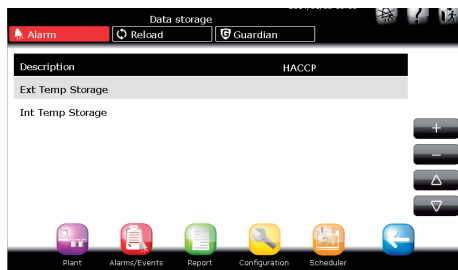 Data storage
Alarm
Reload
Guardian
Description HACCP
Ext Temp Storage
Int Temp Storage
Plant
Alarms/Events
Report
Configuration
Scheduler